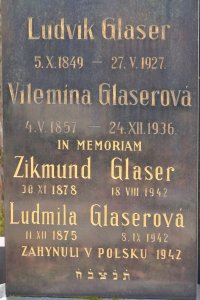 Ludvík Glaser
5.X.1849 — 27.V.1927.
Vilemína Glaserová
4.V.1857 — 24.XII.1936.
IN MEMORIAM
Zikmund Glaser
30.XI 1878 18 VIII 1942
Ludmila Glaserová
11.XII 1875 8.IX 1942
ZAHYNULI V POLSKU 1942
תנצבה